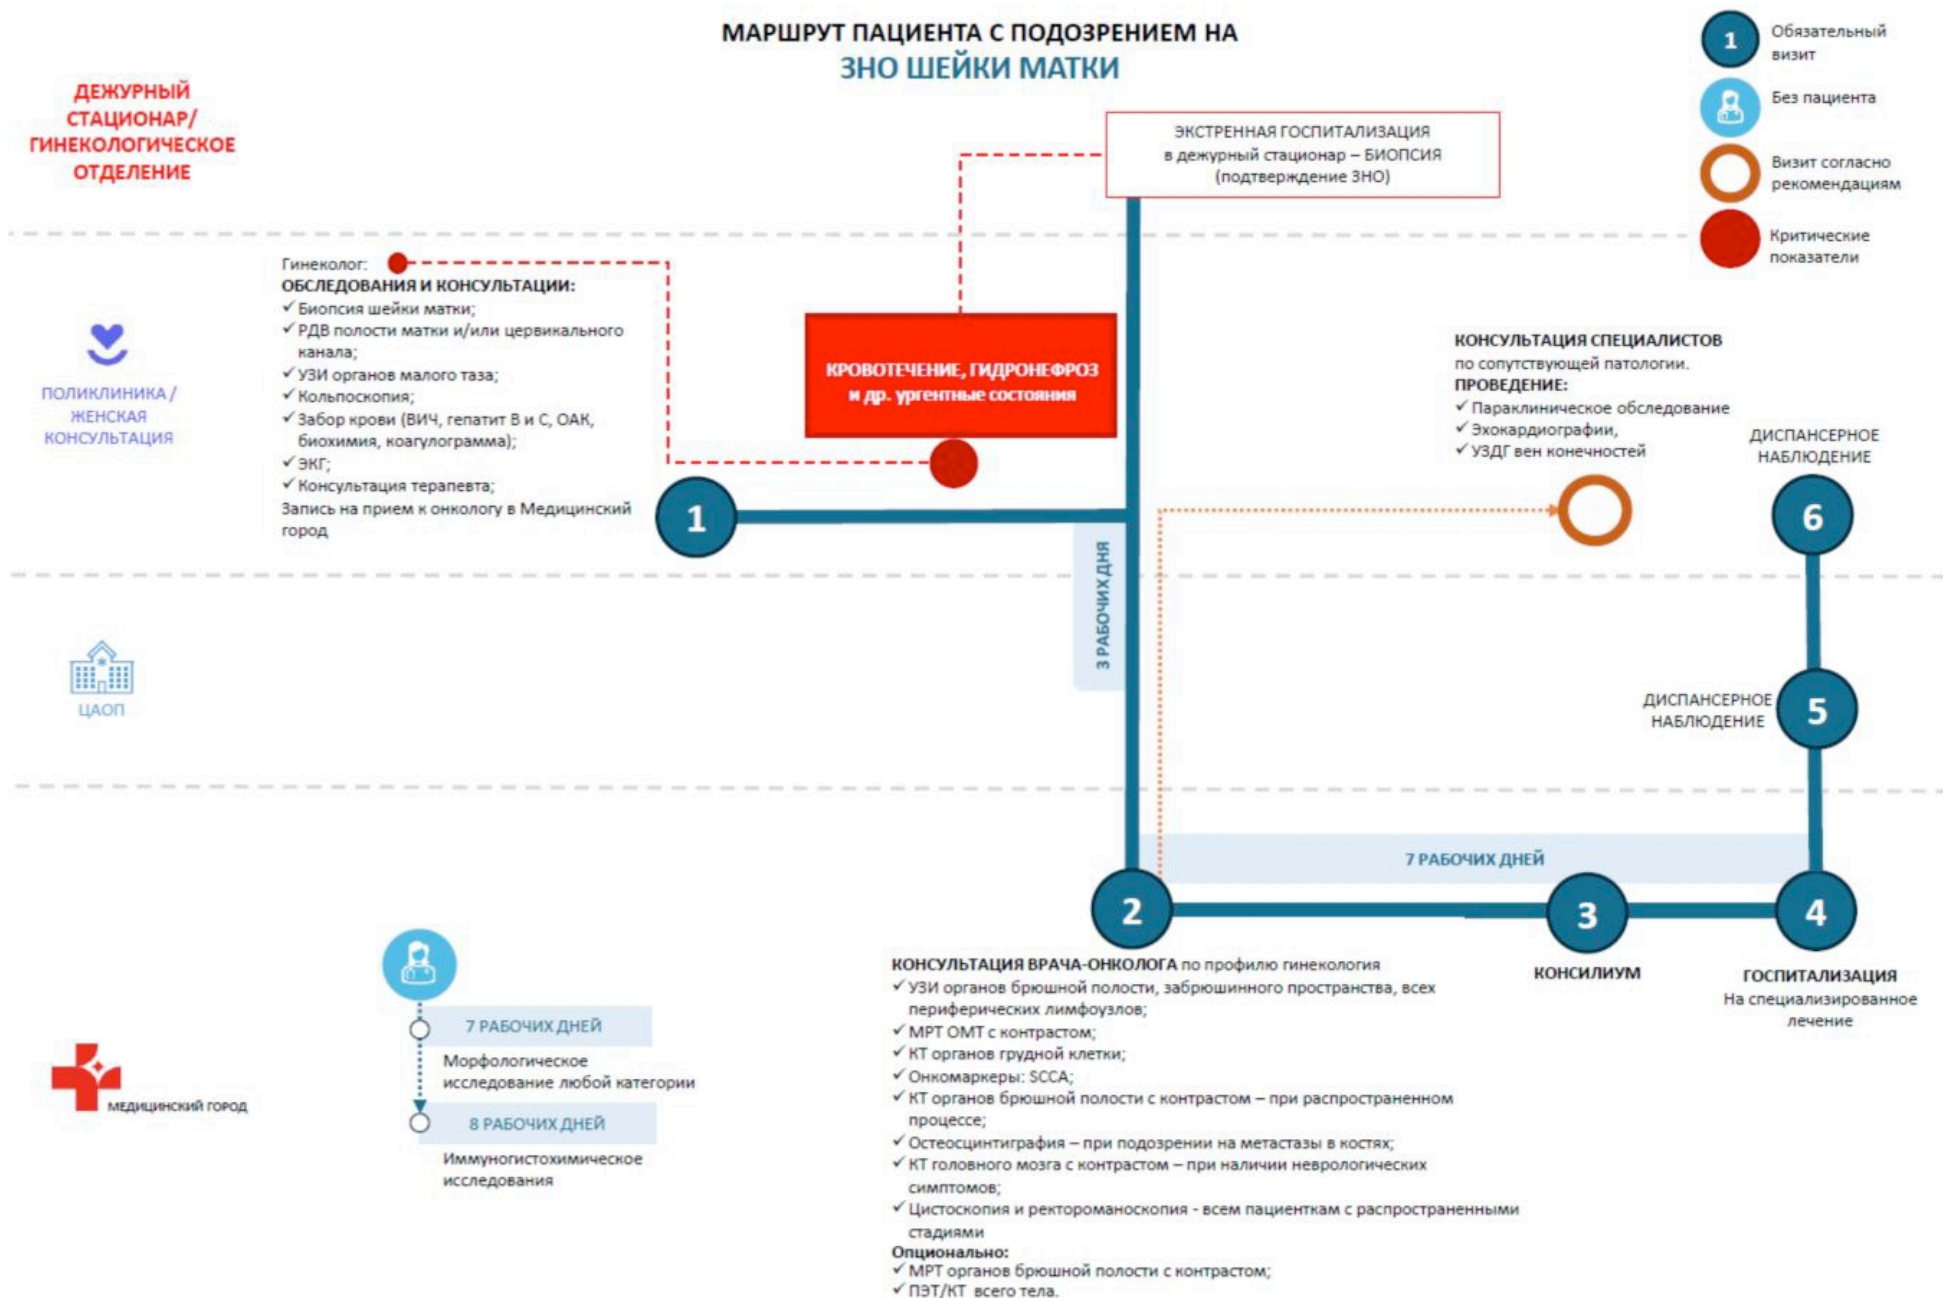 МАРШРУТ ПАЦИЕНТА С ПОДОЗРЕНИЕМ НА
ЗНО ШЕЙКИ МАТКИ
1
Обязательный
визит
Без пациента
Визит согласно
рекомендациям
Критические
показатели
ДЕЖУРНЫЙ
СТАЦИОНАР/
ГИНЕКОЛОГИЧЕСКОЕ
ОТДЕЛЕНИЕ
ЭКСТРЕННАЯ ГОСПИТАЛИЗАЦИЯ
в дежурный стационар – БИОПСИЯ
(подтверждение ЗНО)
ПОЛИКЛИНИКА /
ЖЕНСКАЯ
КОНСУЛЬТАЦИЯ
Гинеколог:
ОБСЛЕДОВАНИЯ И КОНСУЛЬТАЦИИ:
✓ Биопсия шейки матки;
✓ РДВ полости матки и/или цервикального
канала;
✓ УЗИ органов малого таза;
✓ Кольпоскопия;
✓ Забор крови (ВИЧ, гепатит В и С, ОАК,
биохимия, коагулограмма);
✓ ЭКГ;
✓ Консультация терапевта;
Запись на прием к онкологу в Медицинский
город
1
КРОВОТЕЧЕНИЕ, ГИДРОНЕФРОЗ
и др. ургентные состояния
КОНСУЛЬТАЦИЯ СПЕЦИАЛИСТОВ
по сопутствующей патологии.
ПРОВЕДЕНИЕ:
✓ Параклиническое обследование
✓ Эхокардиографии,
✓ УЗДГ вен конечностей
ДИСПАНСЕРНОЕ
НАБЛЮДЕНИЕ
6
3 РАБОЧИХ ДНЯ
ЦАОП
ДИСПАНСЕРНОЕ
НАБЛЮДЕНИЕ
5
7 РАБОЧИХ ДНЕЙ
2
3
4
КОНСИЛИУМ
ГОСПИТАЛИЗАЦИЯ
На специализированное
лечение
МЕДИЦИНСКИЙ ГОРОД
7 РАБОЧИХ ДНЕЙ
Морфологическое
исследование любой категории
8 РАБОЧИХ ДНЕЙ
Иммуногистохимическое
исследования
КОНСУЛЬТАЦИЯ ВРАЧА-ОНКОЛОГА по профилю гинекология
✓ УЗИ органов брюшной полости, забрюшинного пространства, всех
периферических лимфоузлов;
✓ МРТ ОМТ с контрастом;
✓ КТ органов грудной клетки;
✓ Онкомаркеры: SCCA;
✓ КТ органов брюшной полости с контрастом – при распространенном
процессе;
✓ Остеосцинтиграфия – при подозрении на метастазы в костях;
✓ КТ головного мозга с контрастом – при наличии неврологических
симптомов;
✓ Цистоскопия и ректороманоскопия - всем пациенткам с распространенными
стадиями
Опционально:
✓ МРТ органов брюшной полости с контрастом;
✓ ПЭТ/КТ всего тела.